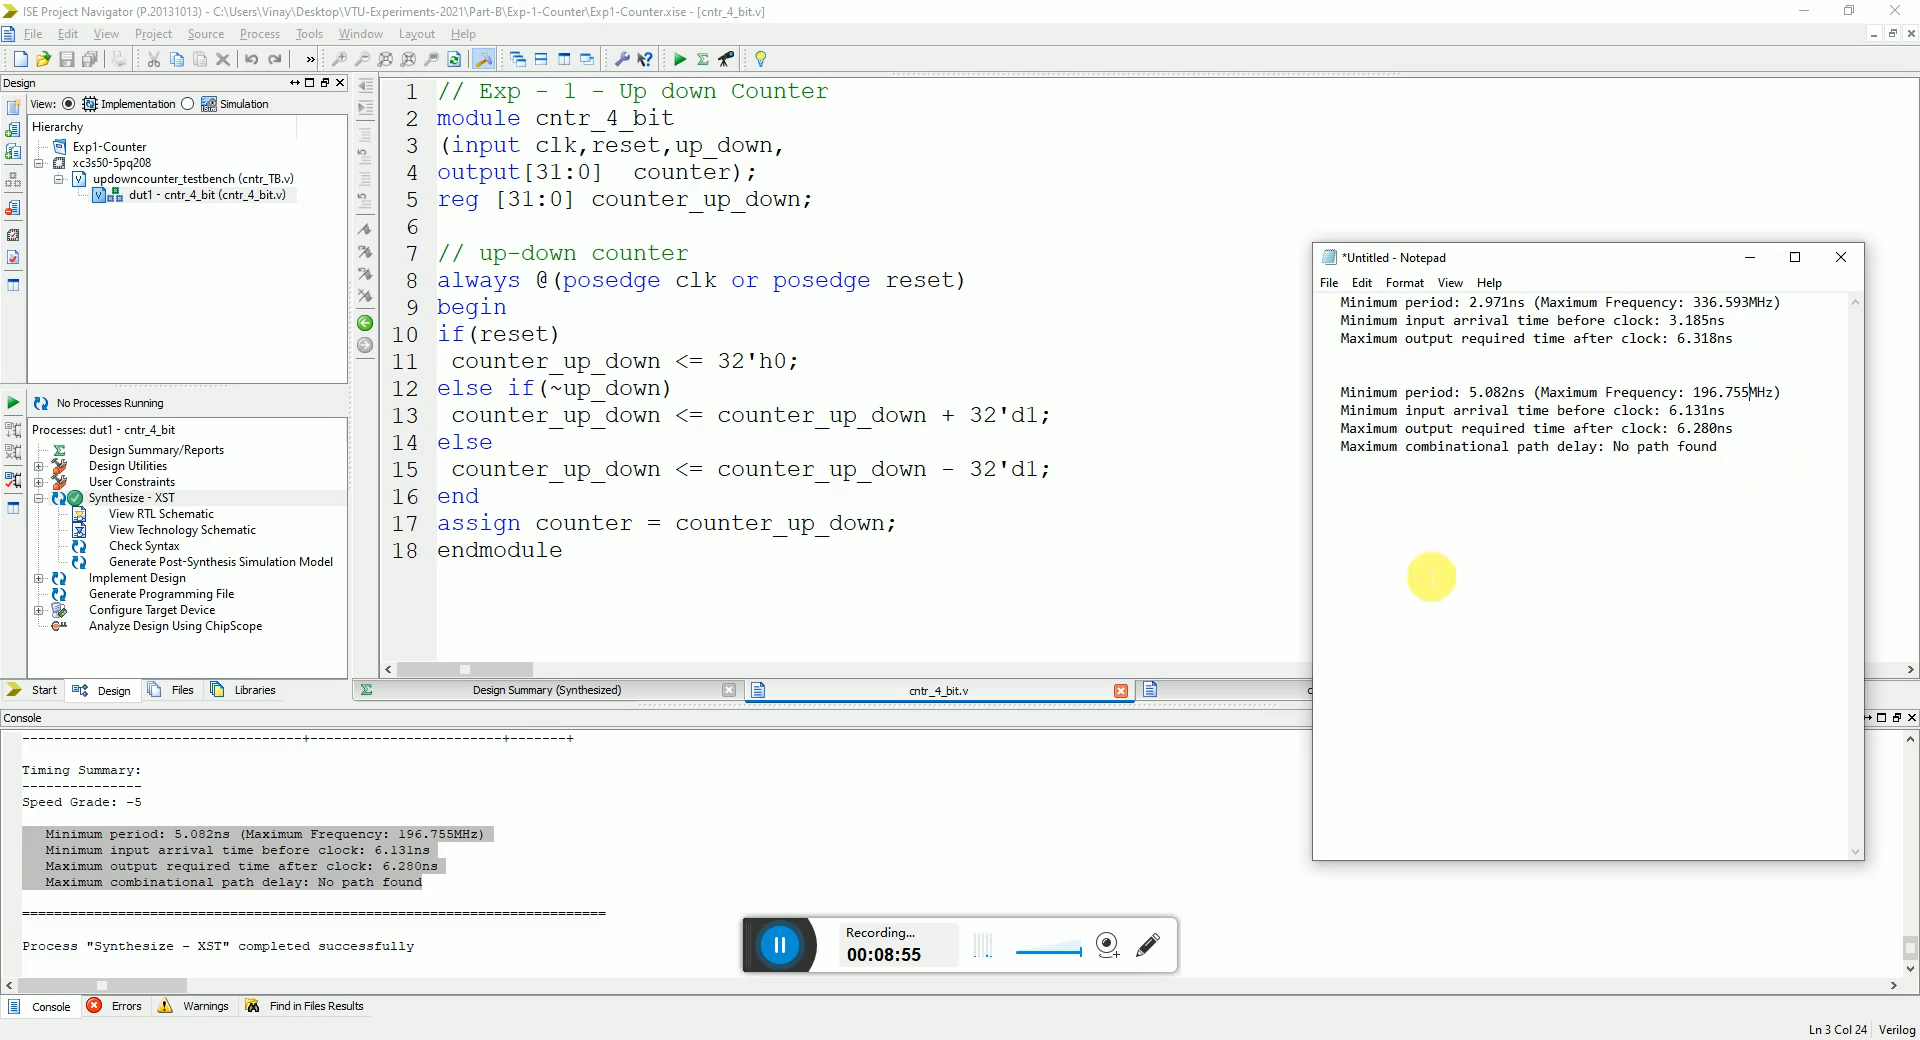 ISE Project Navigator (P.20131013) - C:\Users\Vinay\Desktop\VTU-Experiments-2021\Part-B\Exp-1-Counter\Exp1-Counter.xise - [cntr_4_bit.v]
File Edit View Project Source Process Tools Window Layout Help
Design
View: Implementation Simulation
Hierarchy
Exp1-Counter
xc3s50-5pq208
updowncounter_testbench (cntr_TB.v)
dut1 - cntr_4_bit (cntr_4_bit.v)
No Processes Running
Processes: dut1 - cntr_4_bit
Design Summary/Reports
Design Utilities
User Constraints
Synthesize - XST
View RTL Schematic
View Technology Schematic
Check Syntax
Generate Post-Synthesis Simulation Model
Implement Design
Generate Programming File
Configure Target Device
Analyze Design Using ChipScope
Start Design Files Libraries
1 // Exp - 1 - Up down Counter
2 module cntr_4_bit
3 (input clk,reset,up_down,
4 output[31:0]  counter);
5 reg [31:0] counter_up_down;
6
7 // up-down counter
8 always @(posedge clk or posedge reset)
9 begin
10 if(reset)
11  counter_up_down <= 32'h0;
12 else if(~up_down)
13  counter_up_down <= counter_up_down + 32'd1;
14 else
15  counter_up_down <= counter_up_down - 32'd1;
16 end
17 assign counter = counter_up_down;
18 endmodule
Design Summary (Synthesized) cntr_4_bit.v
*Untitled - Notepad
File Edit Format View Help
Minimum period: 2.971ns (Maximum Frequency: 336.593MHz)
Minimum input arrival time before clock: 3.185ns
Maximum output required time after clock: 6.318ns
Minimum period: 5.082ns (Maximum Frequency: 196.755MHz)
Minimum input arrival time before clock: 6.131ns
Maximum output required time after clock: 6.280ns
Maximum combinational path delay: No path found
Console
-----------------------------------+------------------------+-------+
Timing Summary:
---------------
Speed Grade: -5
Minimum period: 5.082ns (Maximum Frequency: 196.755MHz)
Minimum input arrival time before clock: 6.131ns
Maximum output required time after clock: 6.280ns
Maximum combinational path delay: No path found
=========================================================================
Process "Synthesize - XST" completed successfully
Recording...
00:08:55
Console Errors Warnings Find in Files Results
Ln 3 Col 24 Verilog